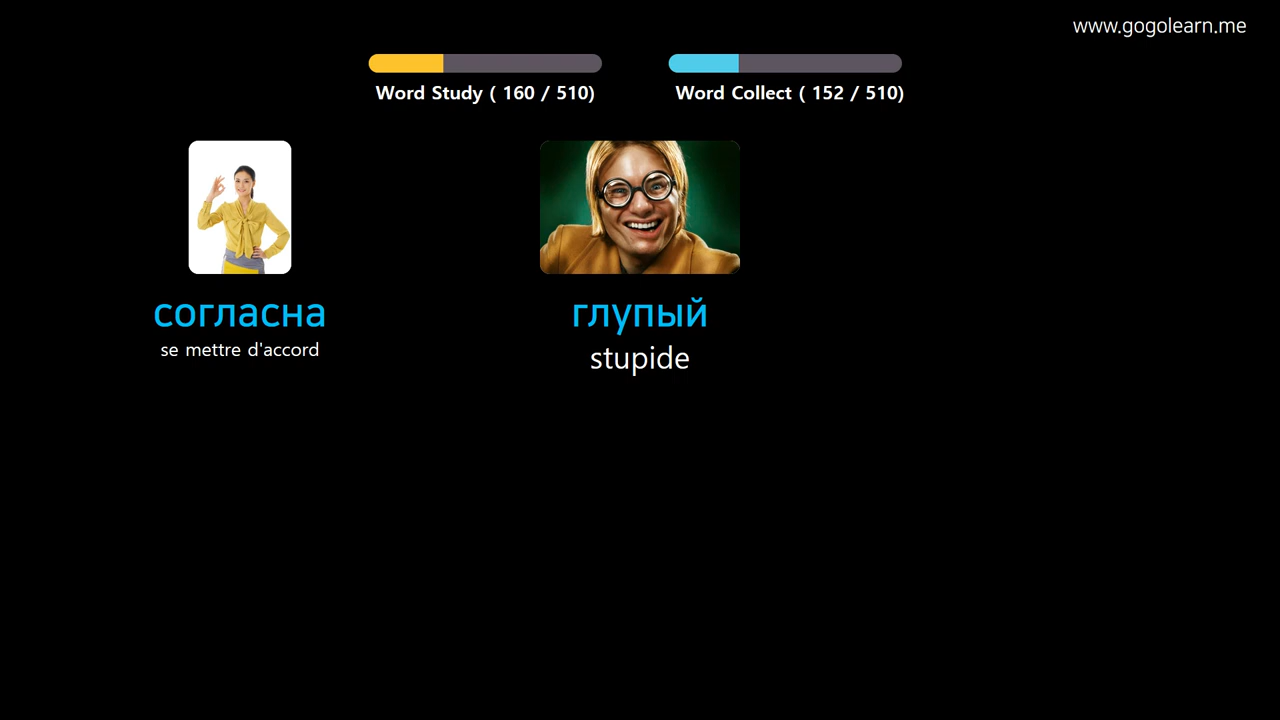 www.gogolearn.me
Word Study ( 160 / 510)
Word Collect ( 152 / 510)
согласна
se mettre d'accord
глупый
stupide